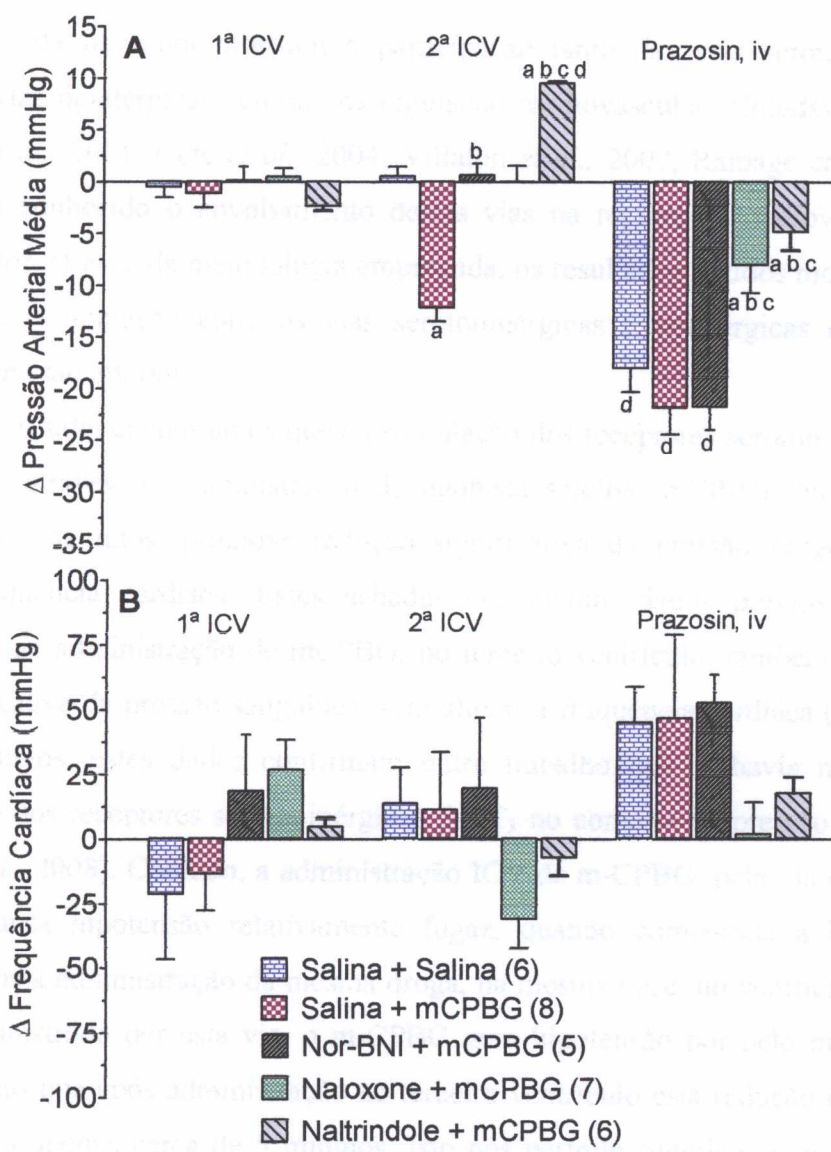 15
10
5
0
-5
-10
-15
-20
-25
-30
-35
Δ Pressão Arterial Média (mmHg)
A
1ª ICV
2ª ICV
Prazosin, iv
a b c d
b
a
a b c
a b c
d
d
d
100
75
50
25
0
-25
-50
-75
-100
Δ Frequência Cardíaca (mmHg)
B
1ª ICV
2ª ICV
Prazosin, iv
Salina + Salina (6)
Salina + mCPBG (8)
Nor-BNI + mCPBG (5)
Naloxone + mCPBG (7)
Naltrindole + mCPBG (6)